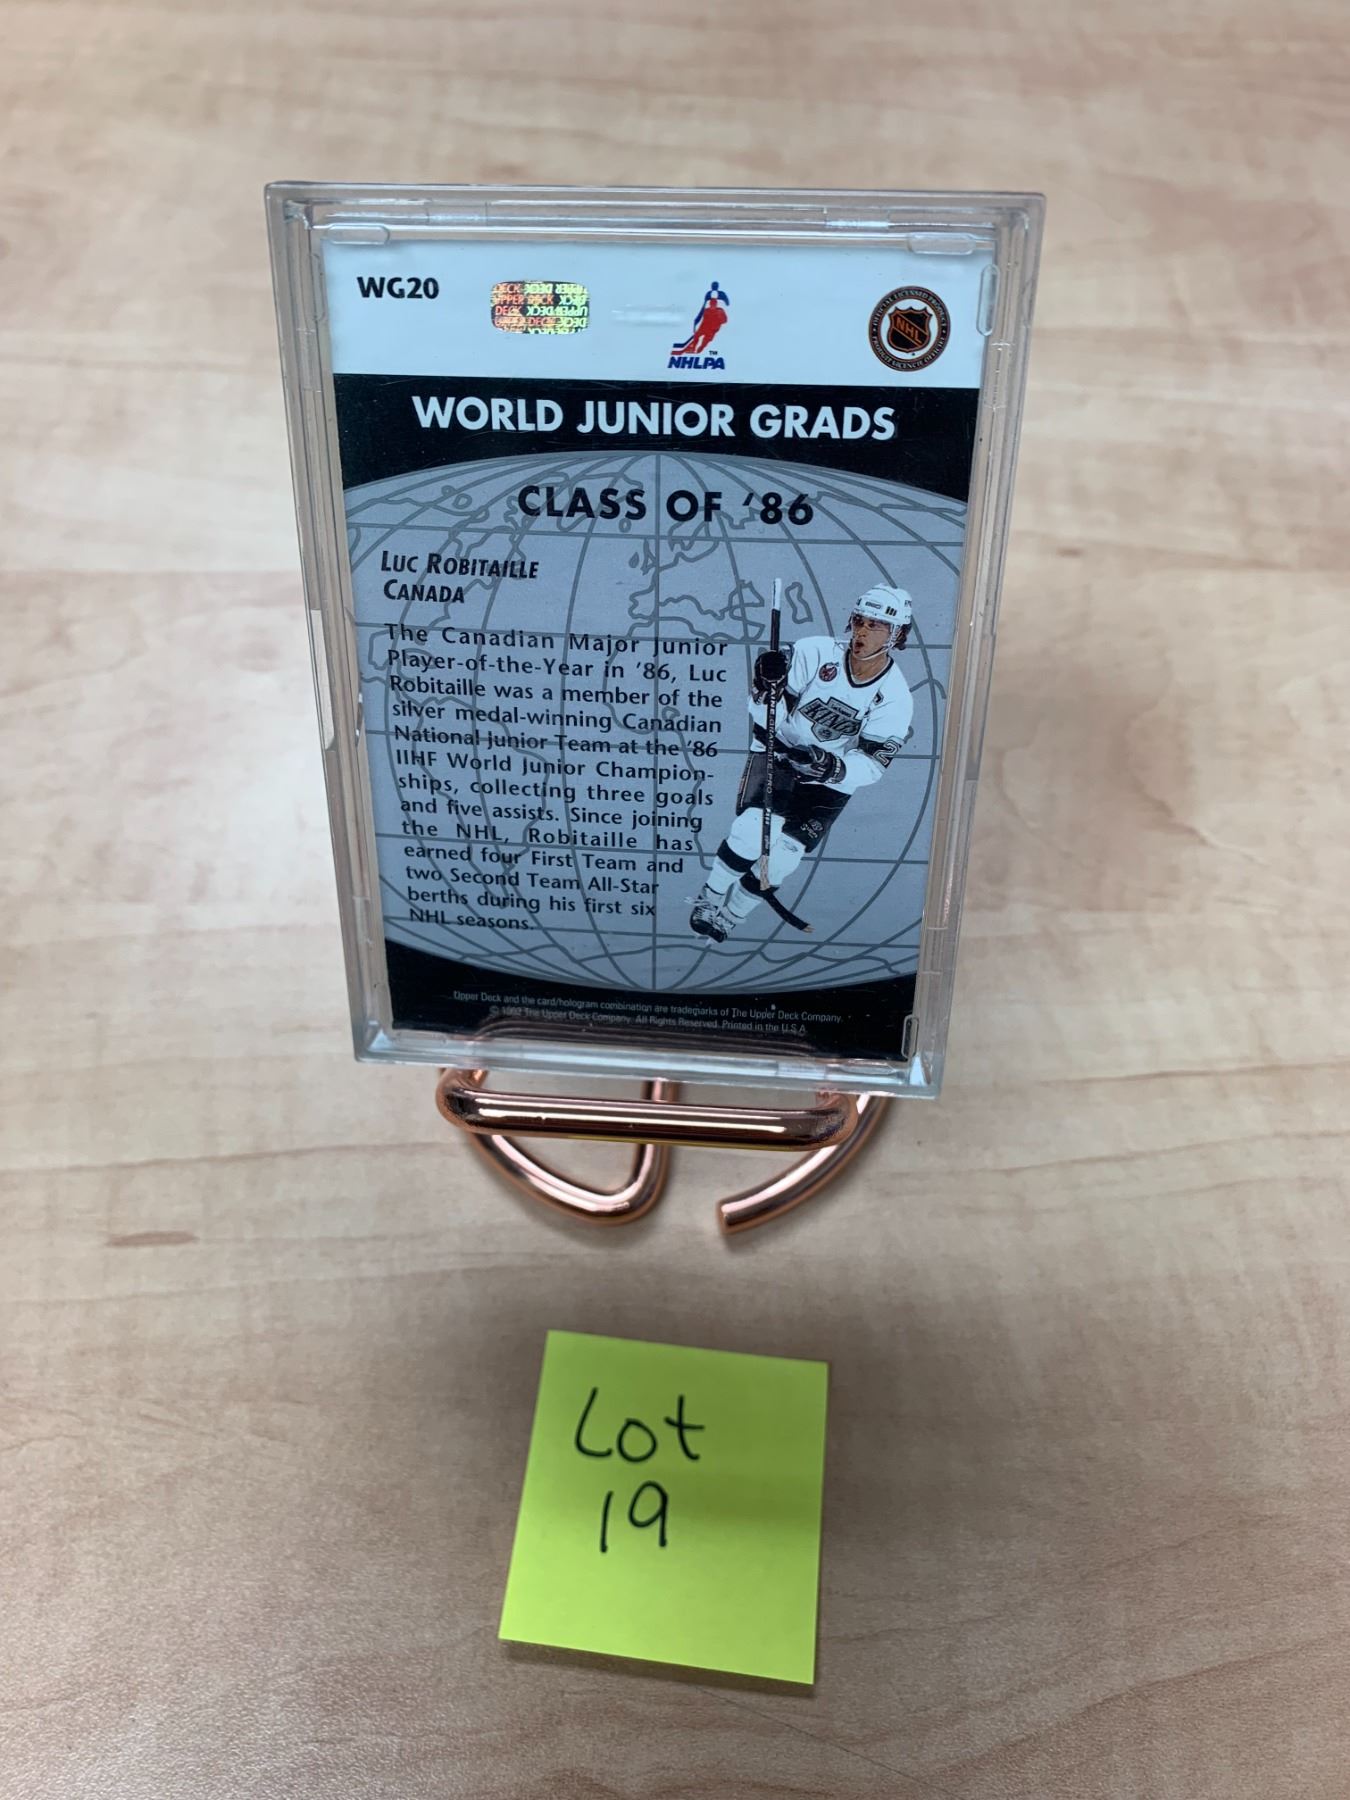 WG20
NHLPA
NHL
WORLD JUNIOR GRADS
CLASS OF '86
LUC ROBITAILLE
CANADA
The Canadian Major Junior
Player-of-the-Year in '86, Luc
Robitaille was a member of the
silver medal-winning Canadian
National Junior Team at the '86
IIHF World Junior Champion-
ships, collecting three goals
and five assists. Since joining
the NHL, Robitaille has
earned four First Team and
two Second Team All-Star
berths during his first six
NHL seasons.
KINGS
Upper Deck and the card/hologram combination are trademarks of The Upper Deck Company.
© 1992 The Upper Deck Company. All Rights Reserved. Printed in the U.S.A.
Lot
19